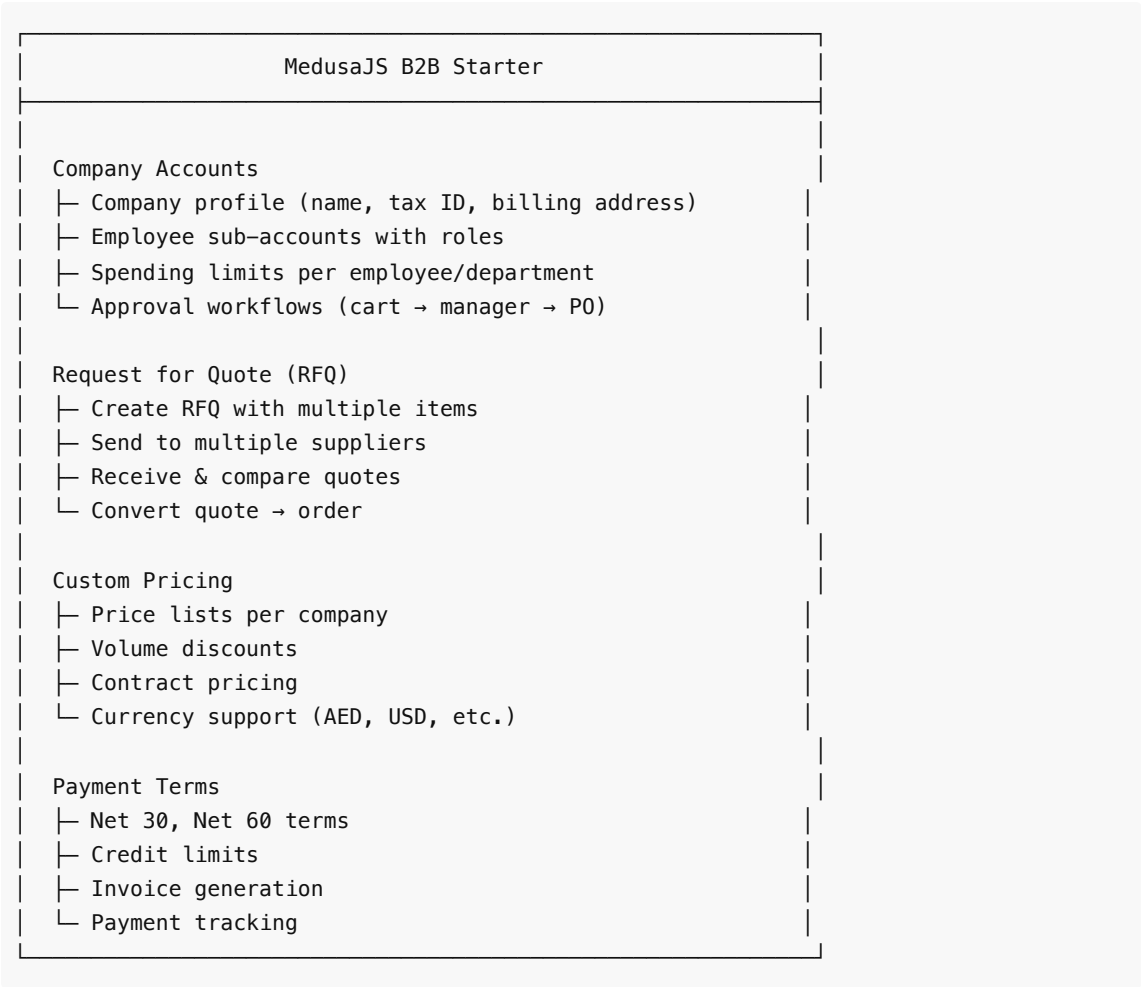 MedusaJS B2B Starter
Company Accounts
├─ Company profile (name, tax ID, billing address)
├─ Employee sub-accounts with roles
├─ Spending limits per employee/department
└─ Approval workflows (cart → manager → PO)
Request for Quote (RFQ)
├─ Create RFQ with multiple items
├─ Send to multiple suppliers
├─ Receive & compare quotes
└─ Convert quote → order
Custom Pricing
├─ Price lists per company
├─ Volume discounts
├─ Contract pricing
└─ Currency support (AED, USD, etc.)
Payment Terms
├─ Net 30, Net 60 terms
├─ Credit limits
├─ Invoice generation
└─ Payment tracking